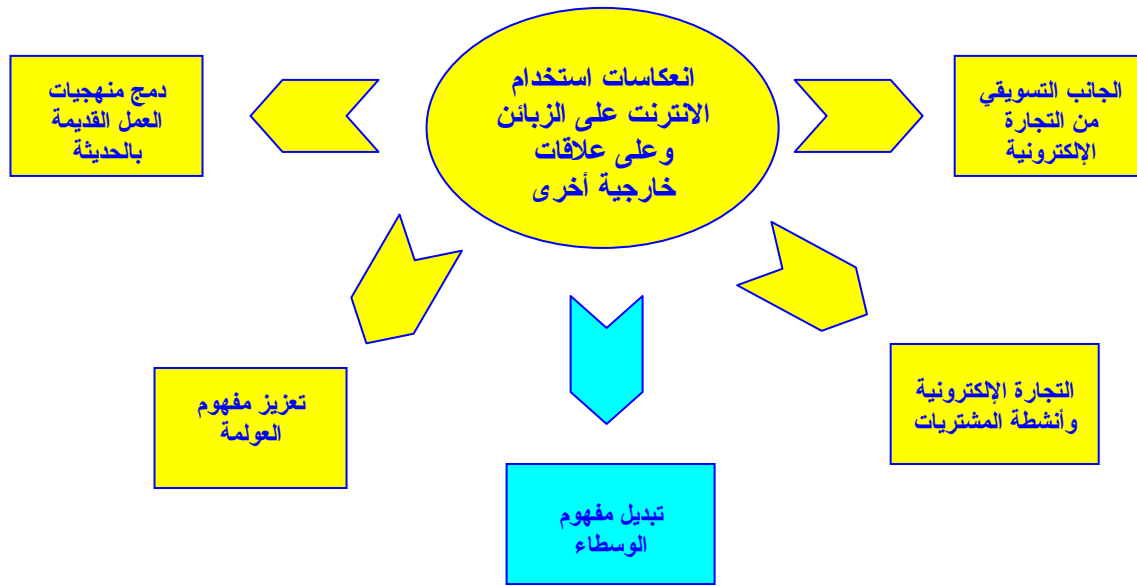 انعكاسات استخدام
الانترنت على الزبائن
وعلى علاقات
خارجية أخرى
الجانب التسويقي
من التجارة
الإلكترونية
دمج منهجيات
العمل القديمة
بالحديثة
التجارة الإلكترونية
وأنشطة المشتريات
تعزيز مفهوم
العولمة
تبديل مفهوم
الوسطاء